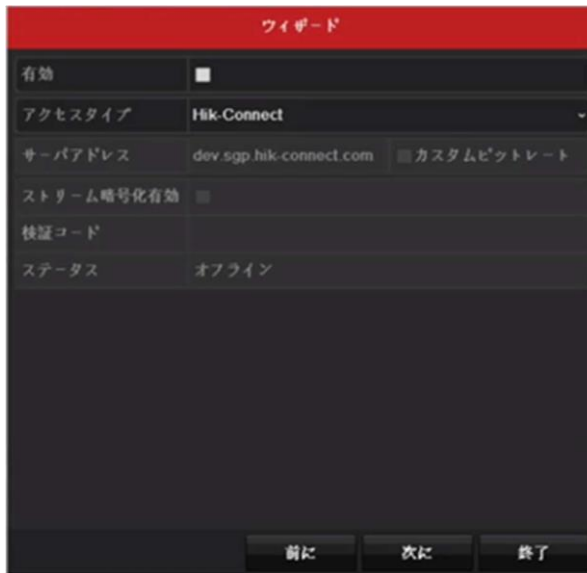 ウィザード
有効
アクセスタイプ Hik-Connect
サーバアドレス dev.sgp.hik-connect.com カスタムビットレート
ストリーム暗号化有効
検証コード
ステータス オフライン
前に 次に 終了